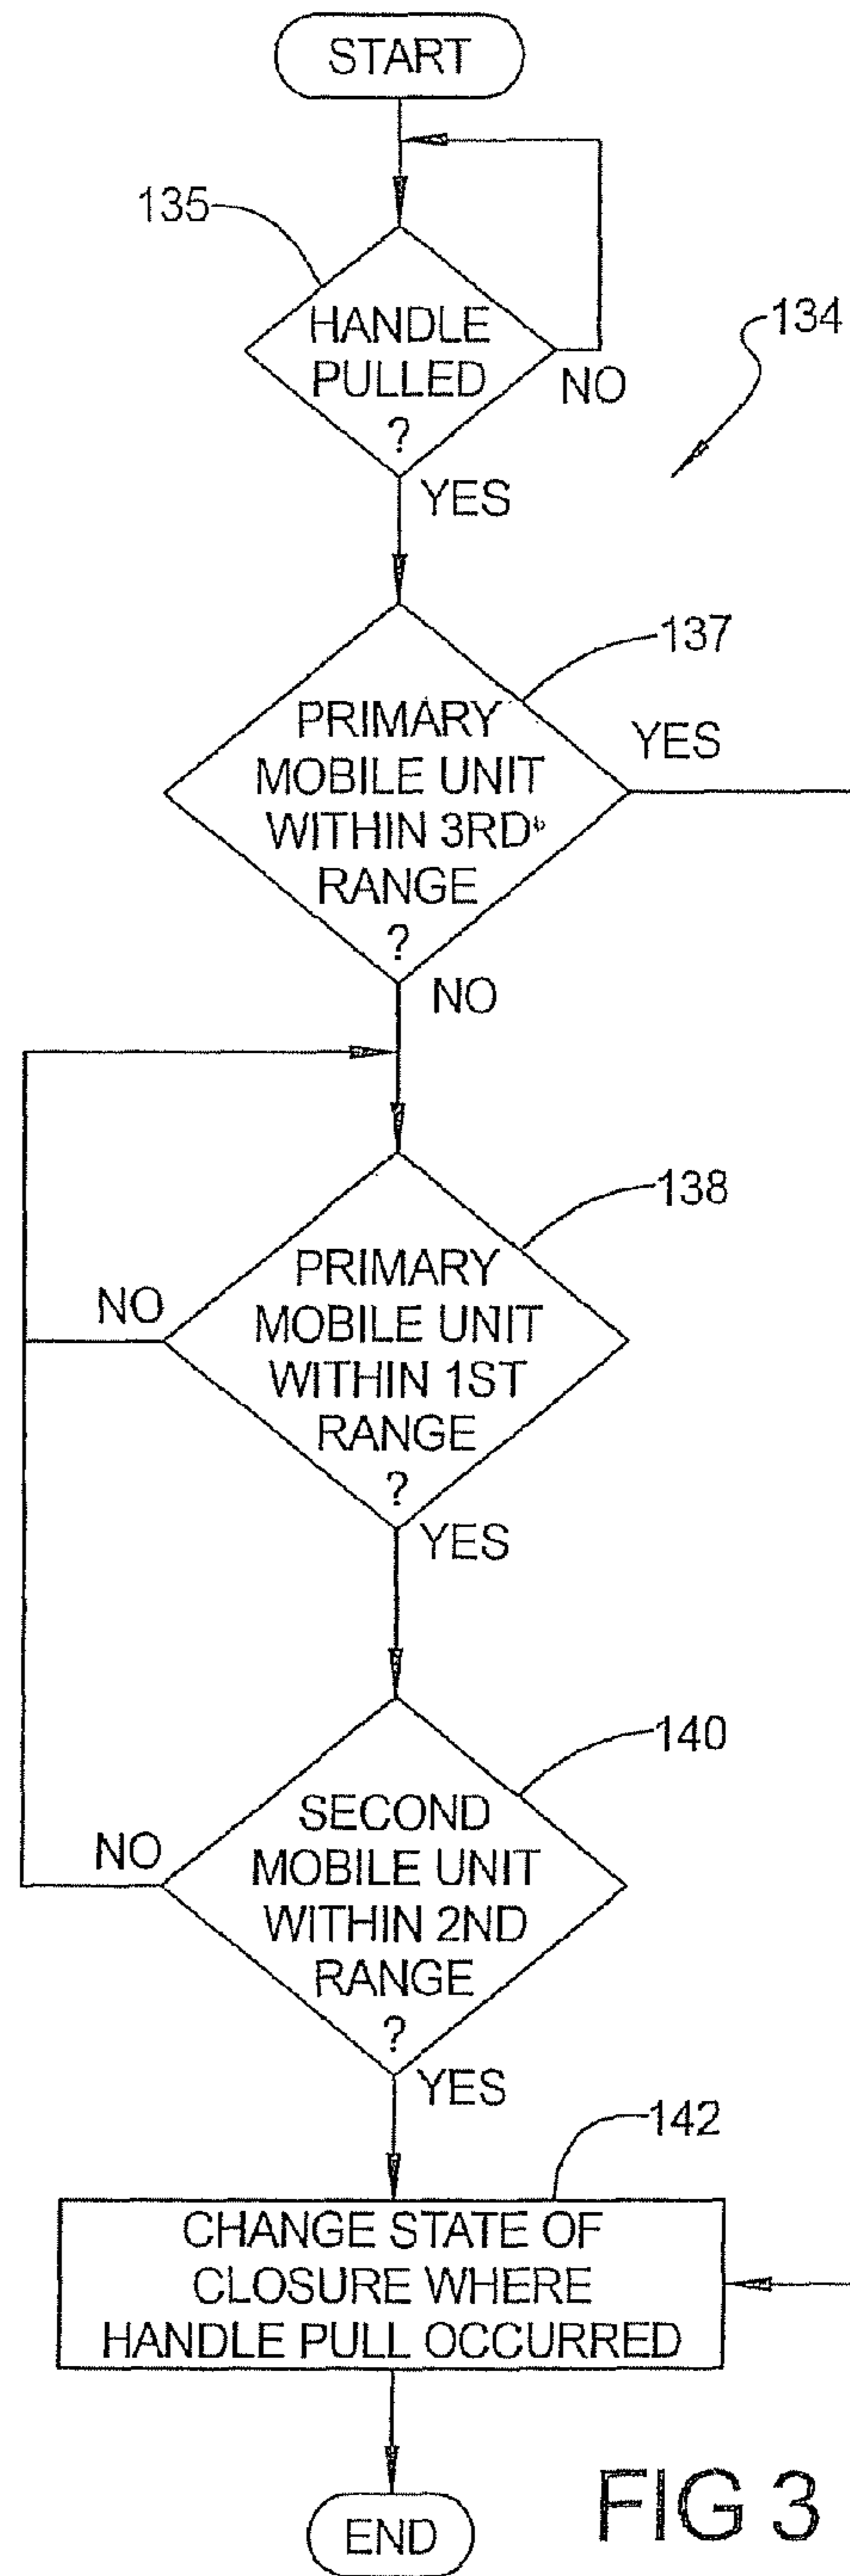 START
135
HANDLE
PULLED
?
NO
134
YES
137
PRIMARY
MOBILE UNIT
WITHIN 3RD
RANGE
?
YES
NO
138
PRIMARY
MOBILE UNIT
WITHIN 1ST
RANGE
?
NO
YES
140
SECOND
MOBILE UNIT
WITHIN 2ND
RANGE
?
NO
YES
142
CHANGE STATE OF
CLOSURE WHERE
HANDLE PULL OCCURRED
END
FIG 3